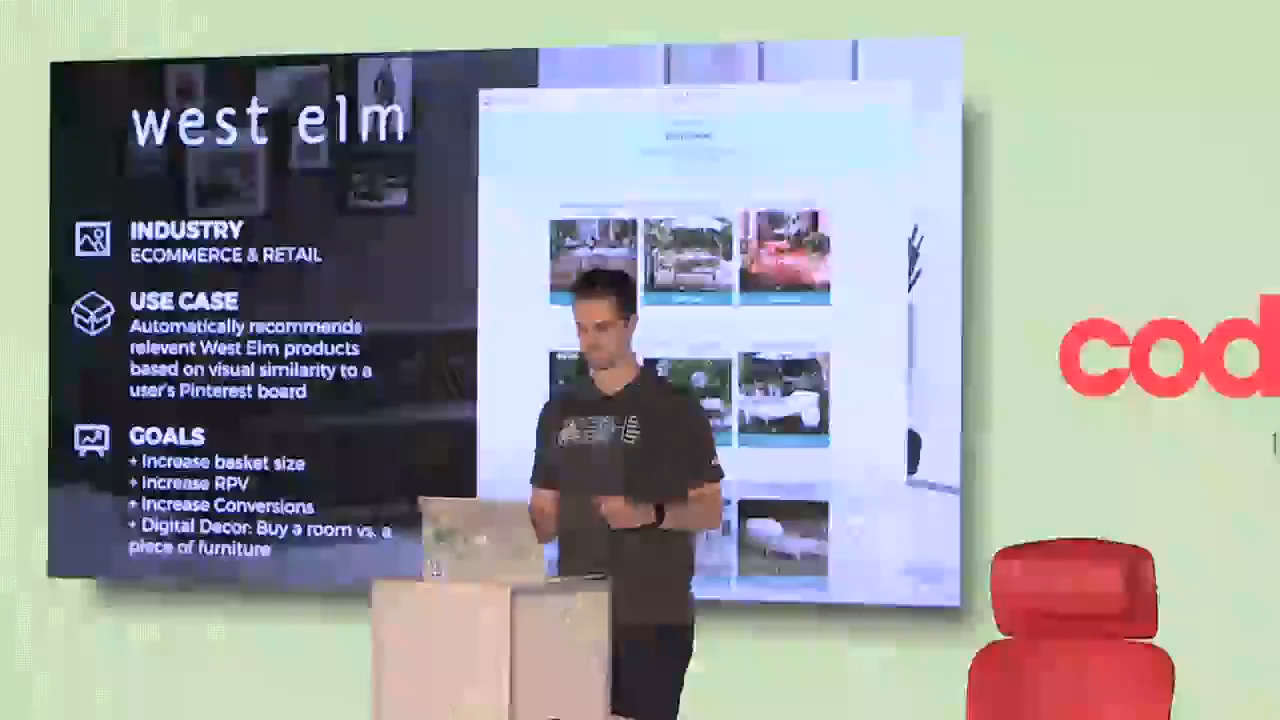 west elm
INDUSTRY
ECOMMERCE & RETAIL
USE CASE
Automatically recommends
relevent West Elm products
based on visual similarity to a
user's Pinterest board
GOALS
+ Increase basket size
+ Increase RPV
+ Increase Conversions
+ Digital Decor: Buy a room vs. a
piece of furniture
cod